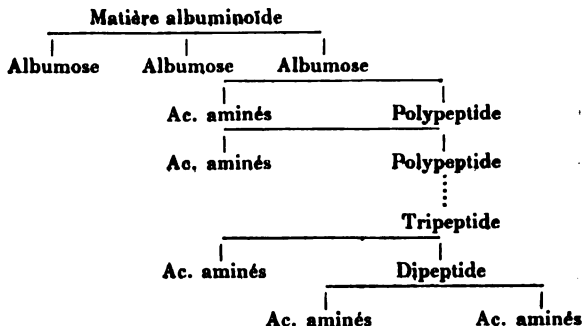 Matière albuminoïde
Albumose Albumose Albumose
Ac. aminés Polypeptide
Ac. aminés Polypeptide
Tripeptide
Ac. aminés Dipeptide
Ac. aminés Ac. aminés